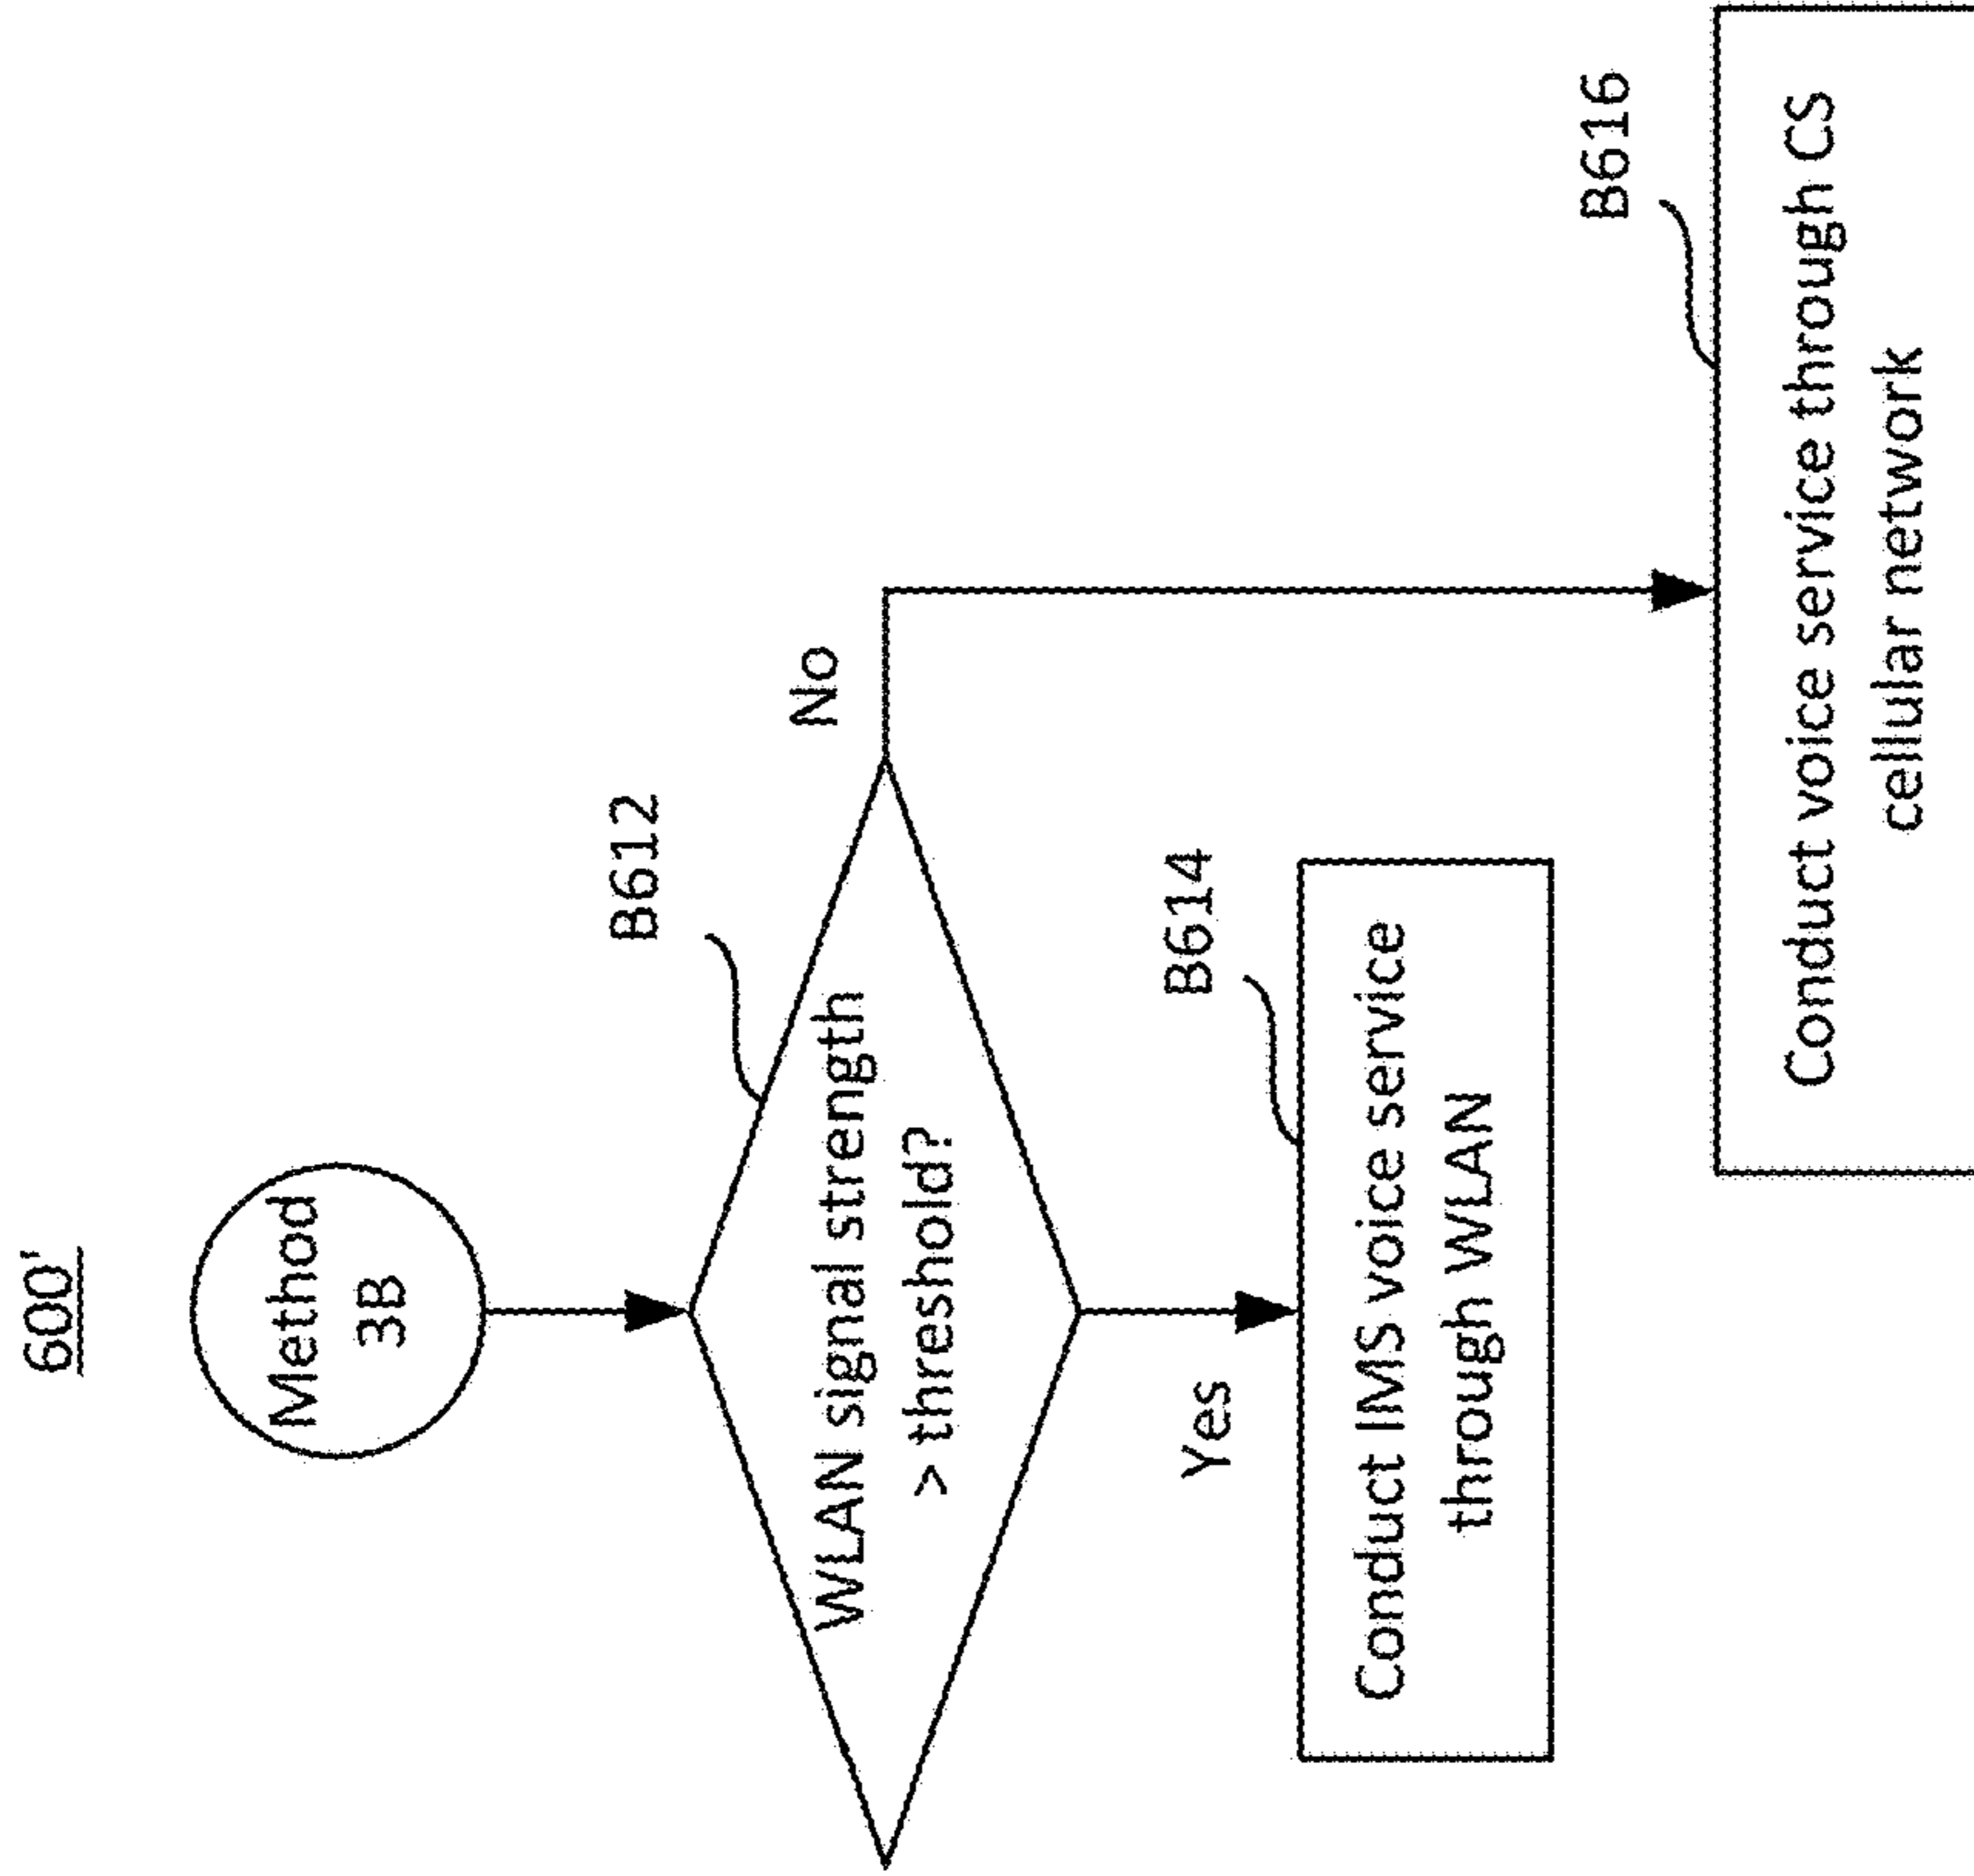 600'
Method
3B
B612
WLAN signal strength
> threshold?
No
Yes
B614
Conduct IMS voice service
through WLAN
B616
Conduct voice service through CS
cellular network